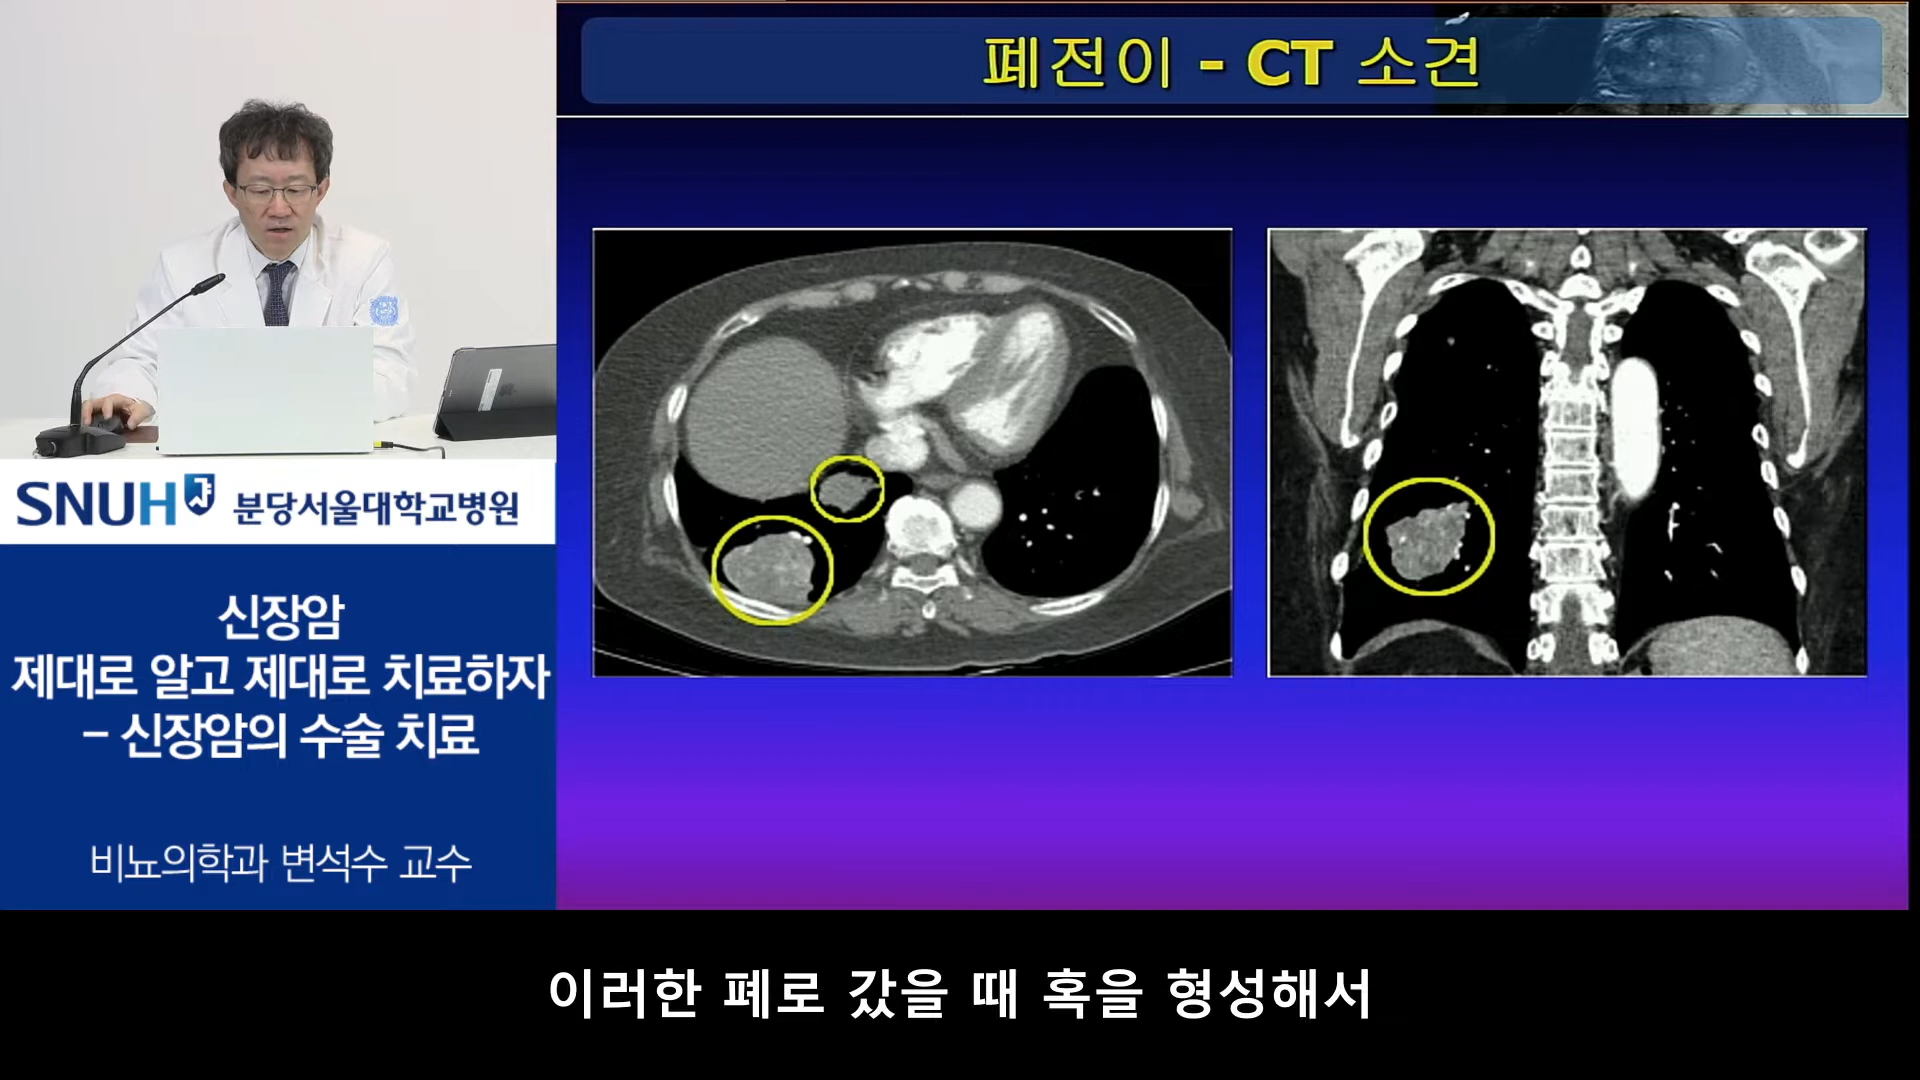 폐전이 - CT 소견
SNUH 분당서울대학교병원
신장암
제대로 알고 제대로 치료하자
- 신장암의 수술 치료
비뇨의학과 변석수 교수
이러한 폐로 갔을 때 혹을 형성해서